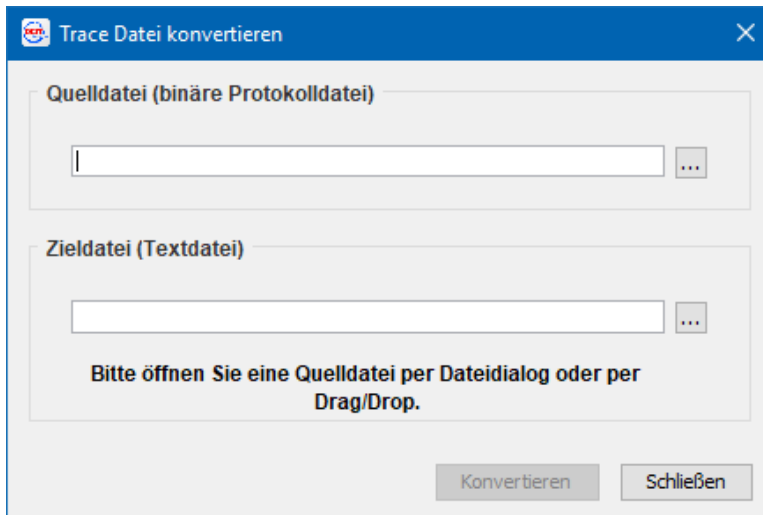 Trace Datei konvertieren
Quelldatei (binäre Protokolldatei)
...
Zieldatei (Textdatei)
...
Bitte öffnen Sie eine Quelldatei per Dateidialog oder per
Drag/Drop.
Konvertieren
Schließen